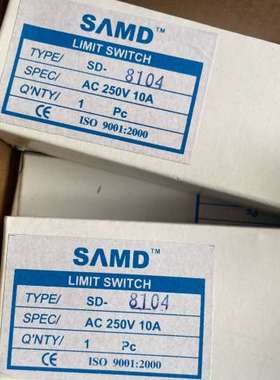 SAMD™
LIMIT SWITCH
TYPE/ SD- 8104
SPEC/ AC 250V 10A
Q'NTY/ 1 Pc
CE ISO 9001:2000
SAMD™
LIMIT SWITCH
TYPE/ SD- 8104
SPEC/ AC 250V 10A
Q'NTY/ 1 Pc
CE ISO 9001:2000